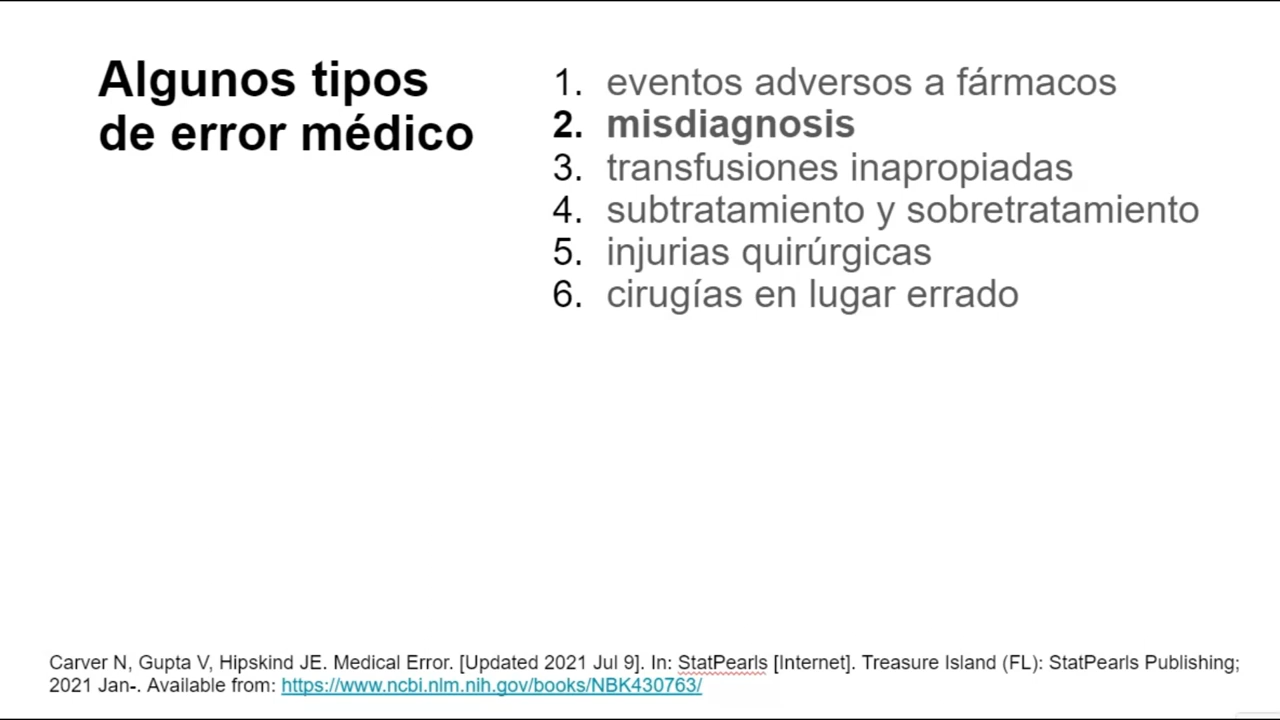 Algunos tipos
de error médico
1. eventos adversos a fármacos
2. misdiagnosis
3. transfusiones inapropiadas
4. subtratamiento y sobretratamiento
5. injurias quirúrgicas
6. cirugías en lugar errado
Carver N, Gupta V, Hipskind JE. Medical Error. [Updated 2021 Jul 9]. In: StatPearls [Internet]. Treasure Island (FL): StatPearls Publishing;
2021 Jan-. Available from: https://www.ncbi.nlm.nih.gov/books/NBK430763/